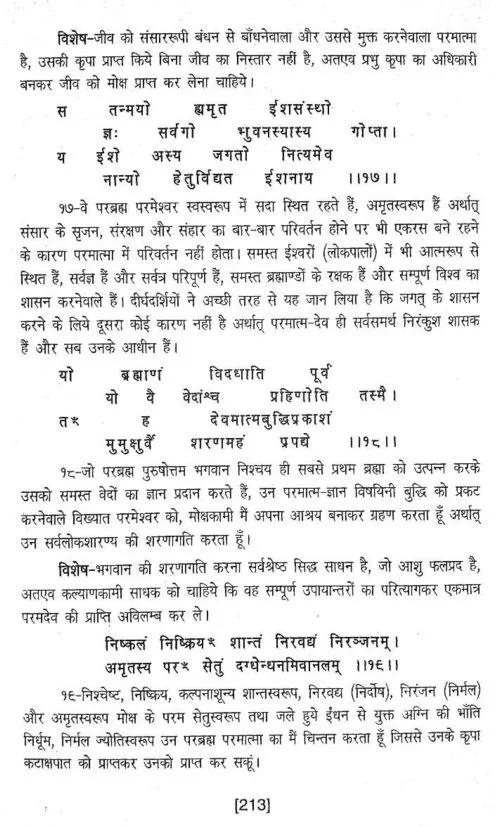 विशेष-जीव को संसाररूपी बंधन से बाँधनेवाला और उससे मुक्त करनेवाला परमात्मा
है, उसकी कृपा प्राप्त किये बिना जीव का निस्तार नहीं है, अतएव प्रभु कृपा का अधिकारी
बनकर जीव को मोक्ष प्राप्त कर लेना चाहिये।
स तन्मयो ह्यमृत ईशसंस्थो
ज्ञः सर्वगो भुवनस्यास्य गोप्ता।
य ईशे अस्य जगतो नित्यमेव
नान्यो हेतुर्विद्यत ईशनाय ।।१७।।
१७-वे परब्रह्म परमेश्वर स्वस्वरूप में सदा स्थित रहते हैं, अमृतस्वरूप हैं अर्थात्
संसार के सृजन, संरक्षण और संहार का बार-बार परिवर्तन होने पर भी एकरस बने रहने
के कारण परमात्मा में परिवर्तन नहीं होता। समस्त ईश्वरों (लोकपालों) में भी आत्मरूप से
स्थित हैं, सर्वज्ञ हैं और सर्वत्र परिपूर्ण हैं, समस्त ब्रह्माण्डों के रक्षक हैं और सम्पूर्ण विश्व का
शासन करनेवाले हैं। दीर्घदर्शियों ने अच्छी तरह से यह जान लिया है कि जगत् के शासन
करने के लिये दूसरा कोई कारण नहीं है अर्थात् परमात्म-देव ही सर्वसमर्थ निरंकुश शासक
हैं और सब उनके आधीन हैं।
यो ब्रह्माणं विदधाति पूर्वं
यो वै वेदांश्च प्रहिणोति तस्मै।
तꣳ ह देवमात्मबुद्धिप्रकाशं
मुमुक्षुर्वै शरणमहं प्रपद्ये ।।१८।।
१८-जो परब्रह्म पुरुषोत्तम भगवान निश्चय ही सबसे प्रथम ब्रह्मा को उत्पन्न करके
उसको समस्त वेदों का ज्ञान प्रदान करते हैं, उन परमात्म-ज्ञान विषयिनी बुद्धि को प्रकट
करनेवाले विख्यात परमेश्वर को, मोक्षकामी मैं अपना आश्रय बनाकर ग्रहण करता हूँ अर्थात्
उन सर्वलोकशारण्य की शरणागति करता हूँ।
विशेष-भगवान की शरणागति करना सर्वश्रेष्ठ सिद्ध साधन है, जो आशु फलप्रद है,
अतएव कल्याणकामी साधक को चाहिये कि वह सम्पूर्ण उपायान्तरों का परित्यागकर एकमात्र
परमदेव की प्राप्ति अविलम्ब कर ले।
निष्कलं निष्क्रियꣳ शान्तं निरवद्यं निरञ्जनम्।
अमृतस्य परꣳ सेतुं दग्धेन्धनमिवानलम् ।।१९।।
१९-निश्चेष्ट, निष्क्रिय, कल्पनाशून्य शान्तस्वरूप, निरवद्य (निर्दोष), निरंजन (निर्मल)
और अमृतस्वरूप मोक्ष के परम सेतुस्वरूप तथा जले हुये ईंधन से युक्त अग्नि की भाँति
निर्धूम, निर्मल ज्योतिस्वरूप उन परब्रह्म परमात्मा का मैं चिन्तन करता हूँ जिससे उनके कृपा
कटाक्षपात को प्राप्तकर उनको प्राप्त कर सकूं।
[213]